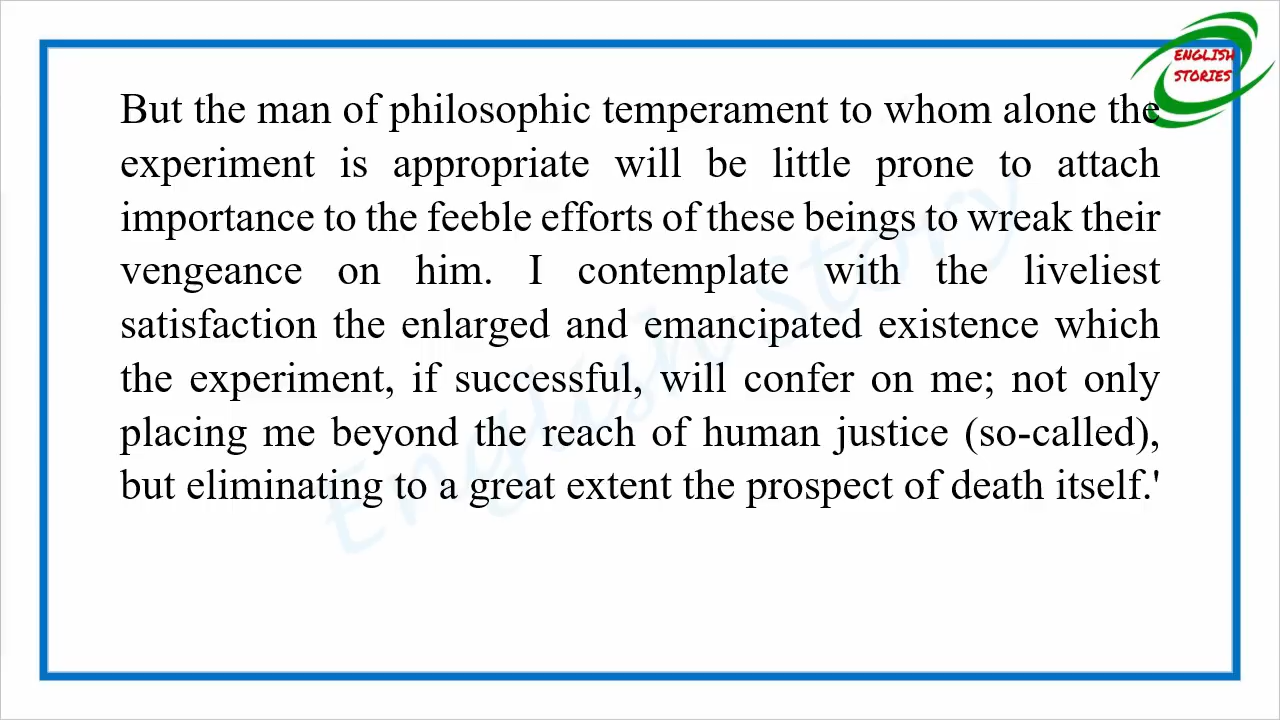 ENGLISH
STORIES
But the man of philosophic temperament to whom alone the
experiment is appropriate will be little prone to attach
importance to the feeble efforts of these beings to wreak their
vengeance on him. I contemplate with the liveliest
satisfaction the enlarged and emancipated existence which
the experiment, if successful, will confer on me; not only
placing me beyond the reach of human justice (so-called),
but eliminating to a great extent the prospect of death itself.'
English Story